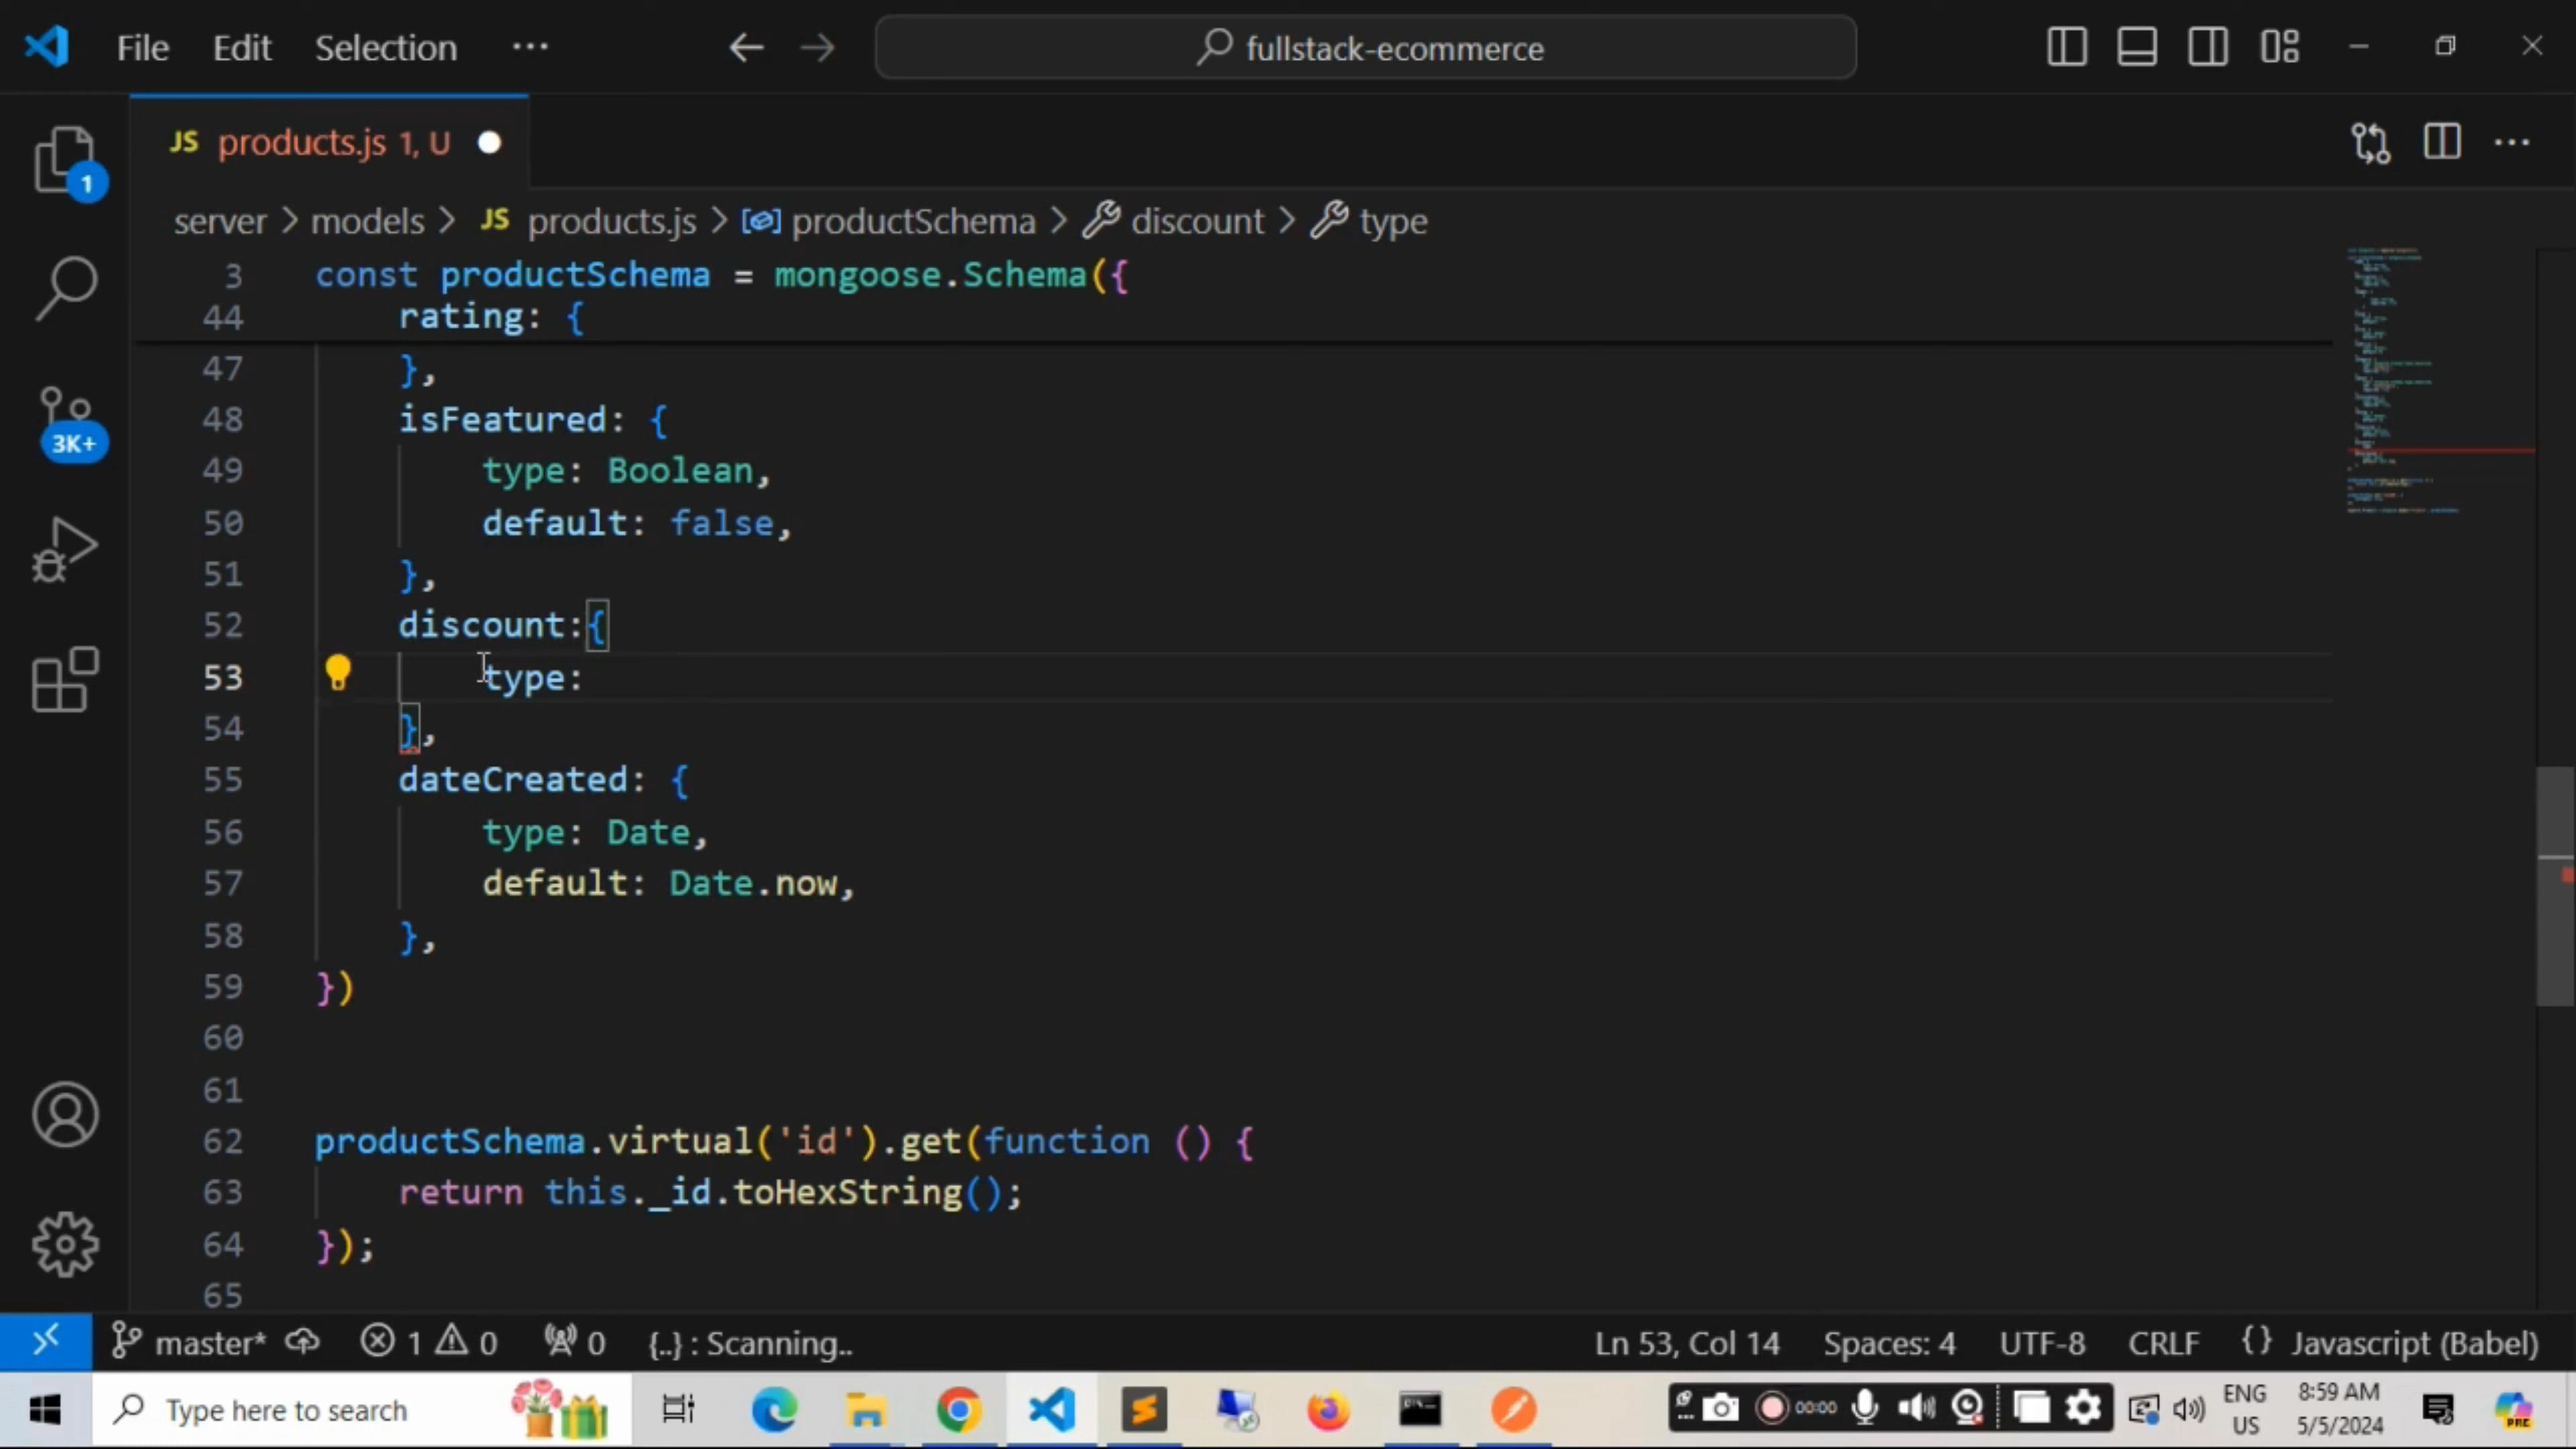 File Edit Selection ··· fullstack-ecommerce
JS products.js 1, U
1
server > models > JS products.js > productSchema > discount > type
3 const productSchema = mongoose.Schema({
44 rating: {
47 },
48 isFeatured: {
49 type: Boolean,
50 default: false,
51 },
52 discount:{
53 type:
54 },
55 dateCreated: {
56 type: Date,
57 default: Date.now,
58 },
59 })
60
61
62 productSchema.virtual('id').get(function () {
63 return this._id.toHexString();
64 });
65
3K+
master* 1 0 0 {..} : Scanning.. Ln 53, Col 14 Spaces: 4 UTF-8 CRLF {} Javascript (Babel)
Type here to search 00:00 ENG 8:59 AM
US 5/5/2024
PRE